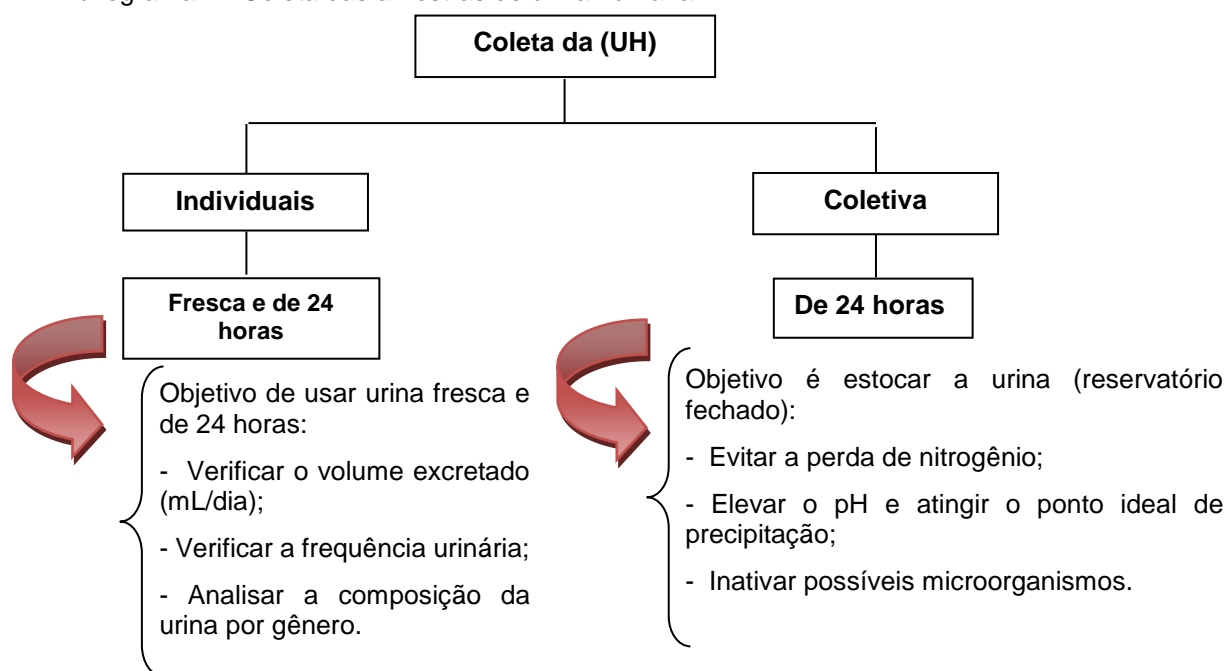 Coleta da (UH)
Individuais
Coletiva
Fresca e de 24
horas
De 24 horas
Objetivo de usar urina fresca e
de 24 horas:
- Verificar o volume excretado
(mL/dia);
- Verificar a frequência urinária;
- Analisar a composição da
urina por gênero.
Objetivo é estocar a urina (reservatório
fechado):
- Evitar a perda de nitrogênio;
- Elevar o pH e atingir o ponto ideal de
precipitação;
- Inativar possíveis microorganismos.